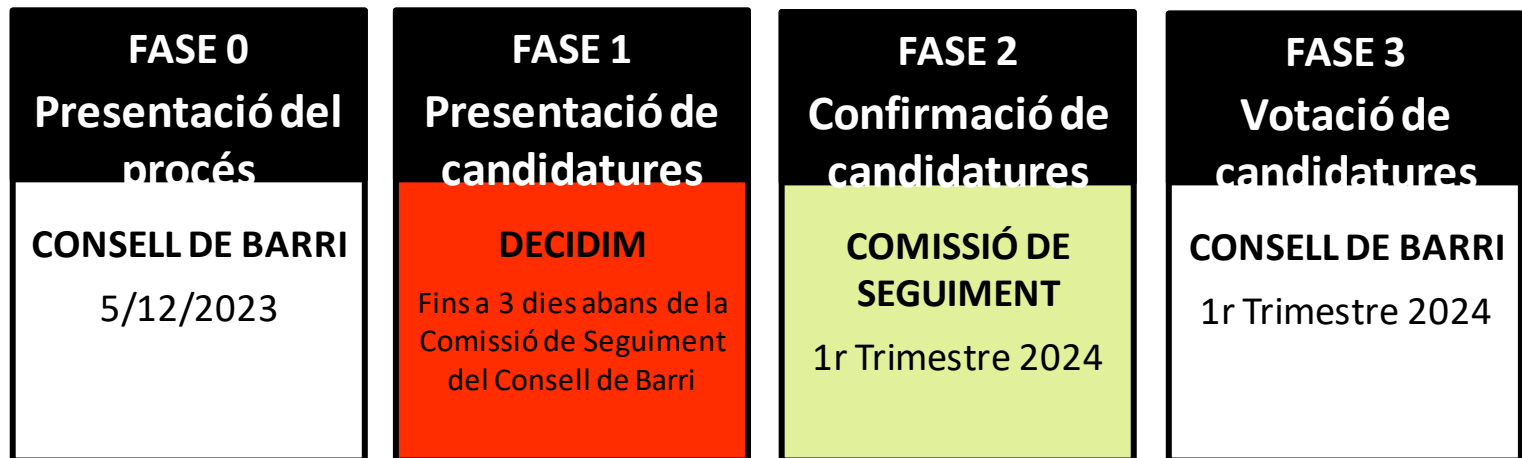 FASE 0
Presentació del
procés
CONSELL DE BARRI
5/12/2023
FASE 1
Presentació de
candidatures
DECIDIM
Fins a 3 dies abans de la
Comissió de Seguiment
del Consell de Barri
FASE 2
Confirmació de
candidatures
COMISSIÓ DE
SEGUIMENT
1r Trimestre 2024
FASE 3
Votació de
candidatures
CONSELL DE BARRI
1r Trimestre 2024